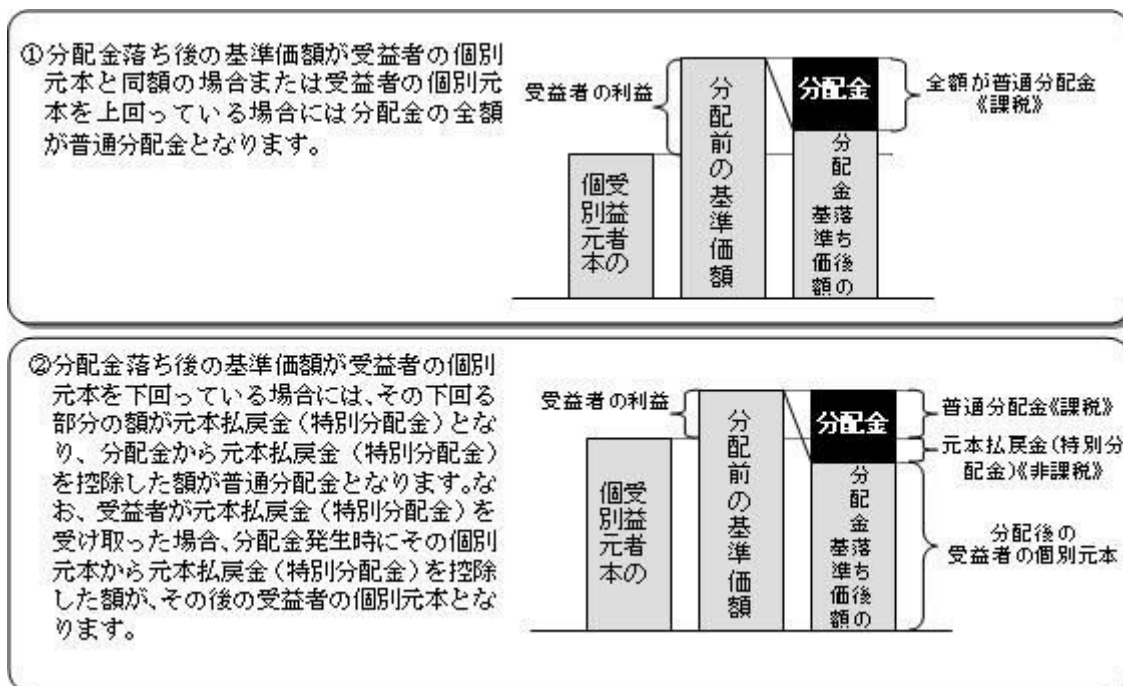 ①分配金落ち後の基準価額が受益者の個別
元本と同額の場合または受益者の個別元
本を上回っている場合には分配金の全額
が普通分配金となります。
受益者の利益
受益者の
個別元本
分配前の基準価額
分配金
分配金落ち後の
基準価額
全額が普通分配金
《課税》
②分配金落ち後の基準価額が受益者の個別
元本を下回っている場合には、その下回る
部分の額が元本払戻金（特別分配金）とな
り、分配金から元本払戻金（特別分配金）
を控除した額が普通分配金となります。な
お、受益者が元本払戻金（特別分配金）を
受け取った場合、分配金発生時にその個別
元本から元本払戻金（特別分配金）を控除
した額が、その後の受益者の個別元本とな
ります。
受益者の利益
受益者の
個別元本
分配前の基準価額
分配金
分配金落ち後の
基準価額
普通分配金《課税》
元本払戻金（特別分
配金）《非課税》
分配後の
受益者の個別元本